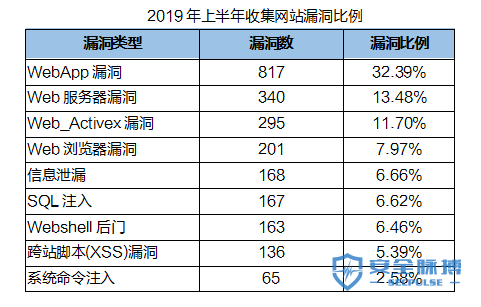 2019 年上半年收集网站漏洞比例
漏洞类型 漏洞数 漏洞比例
WebApp 漏洞 817 32.39%
Web 服务器漏洞 340 13.48%
Web_Activex 漏洞 295 11.70%
Web 浏览器漏洞 201 7.97%
信息泄漏 168 6.66%
SQL 注入 167 6.62%
Webshell 后门 163 6.46%
跨站脚本(XSS)漏洞 136 5.39%
系统命令注入 65 2.58%
安全脉搏